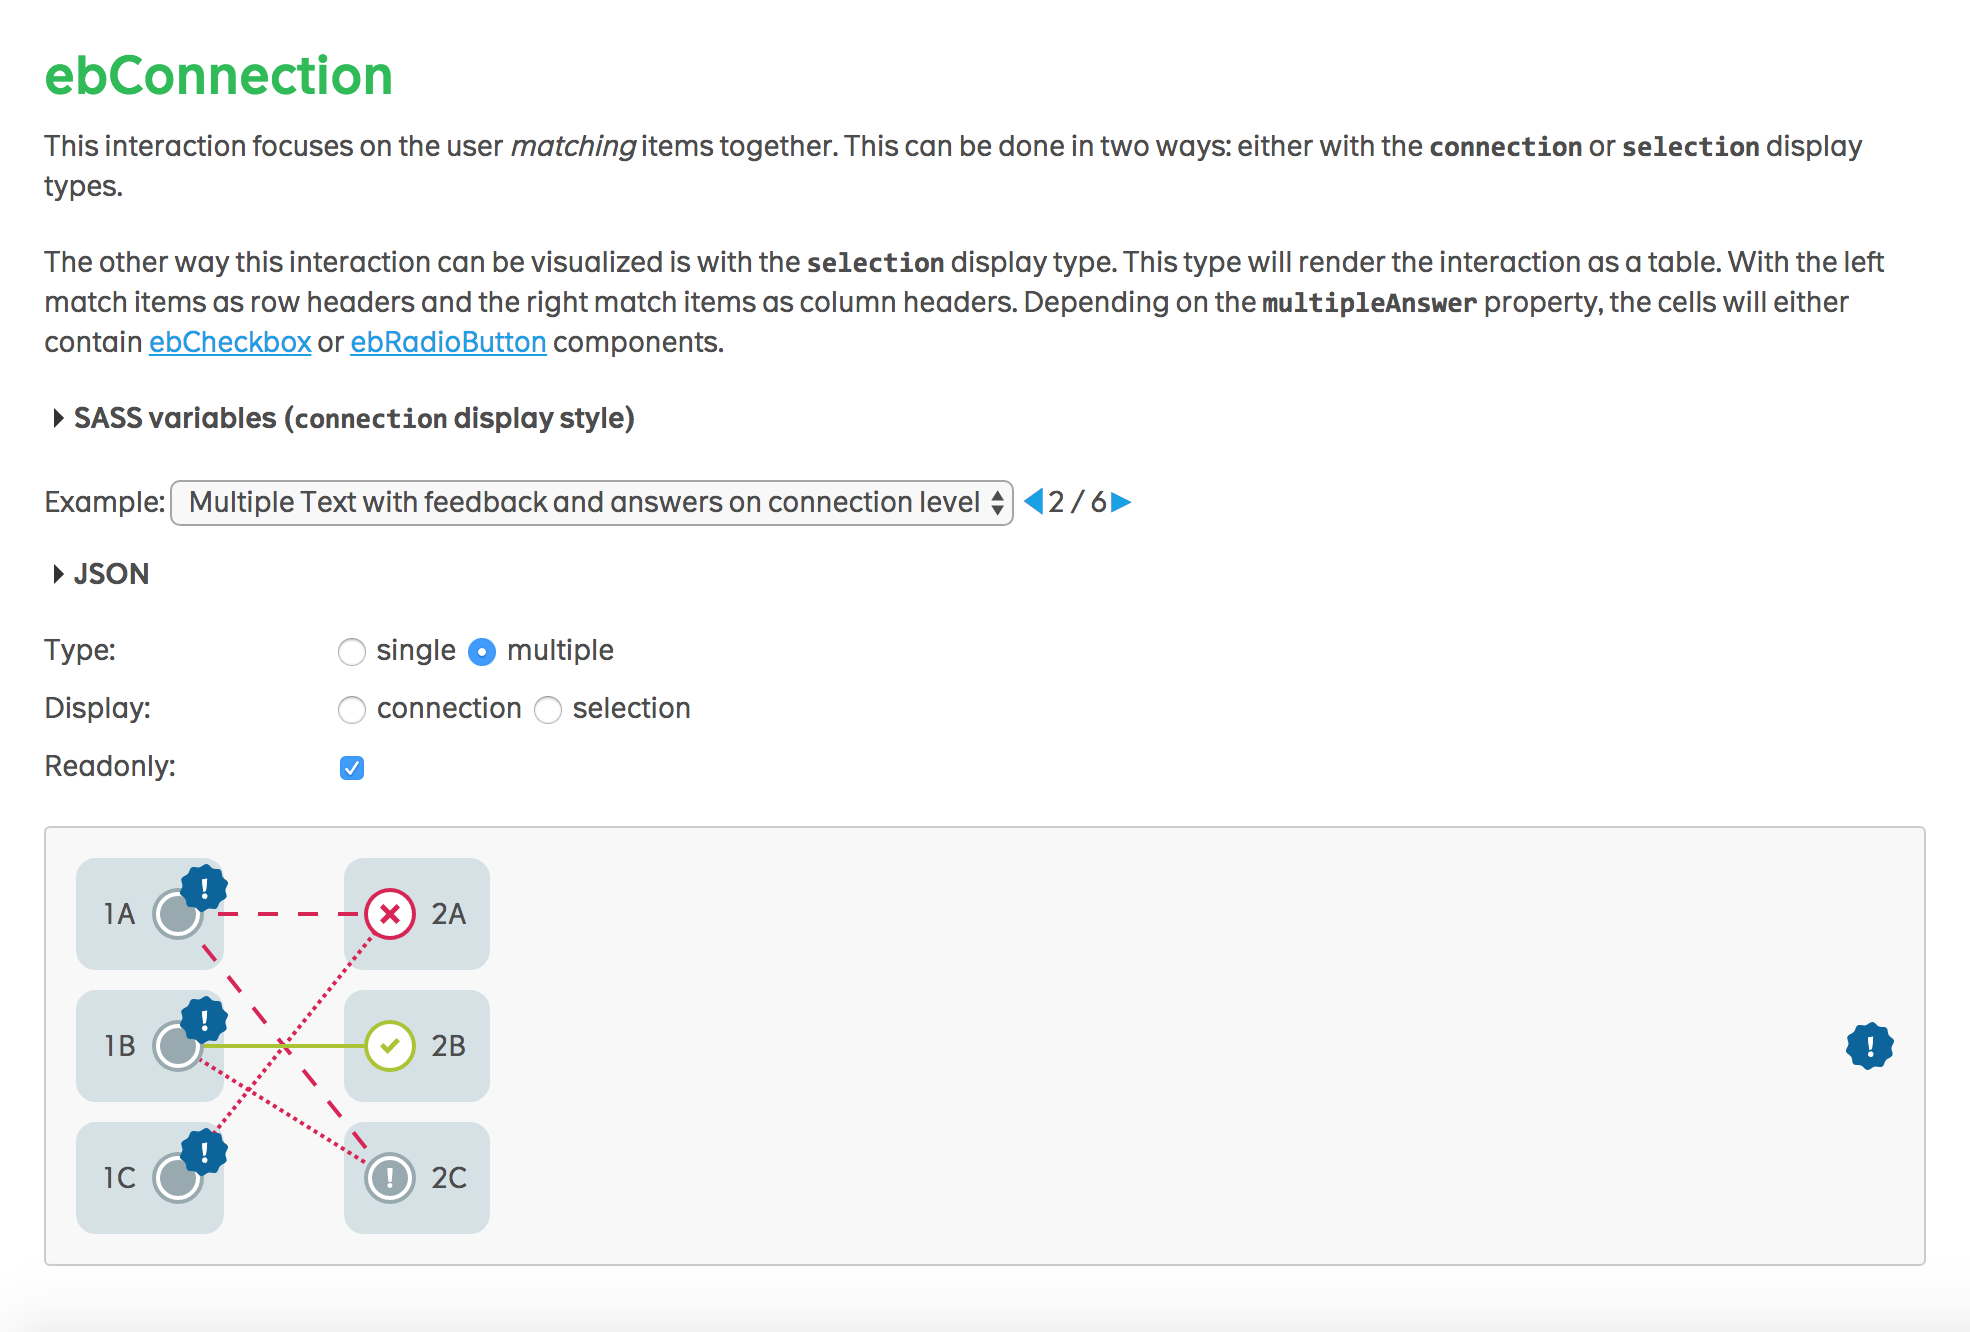 ebConnection
This interaction focuses on the user matching items together. This can be done in two ways: either with the connection or selection display
types.
The other way this interaction can be visualized is with the selection display type. This type will render the interaction as a table. With the left
match items as row headers and the right match items as column headers. Depending on the multipleAnswer property, the cells will either
contain ebCheckbox or ebRadioButton components.
SASS variables (connection display style)
Example: Multiple Text with feedback and answers on connection level 2 / 6
JSON
Type: single multiple
Display: connection selection
Readonly:
1A ! 2A
1B ! 2B !
1C ! ! 2C